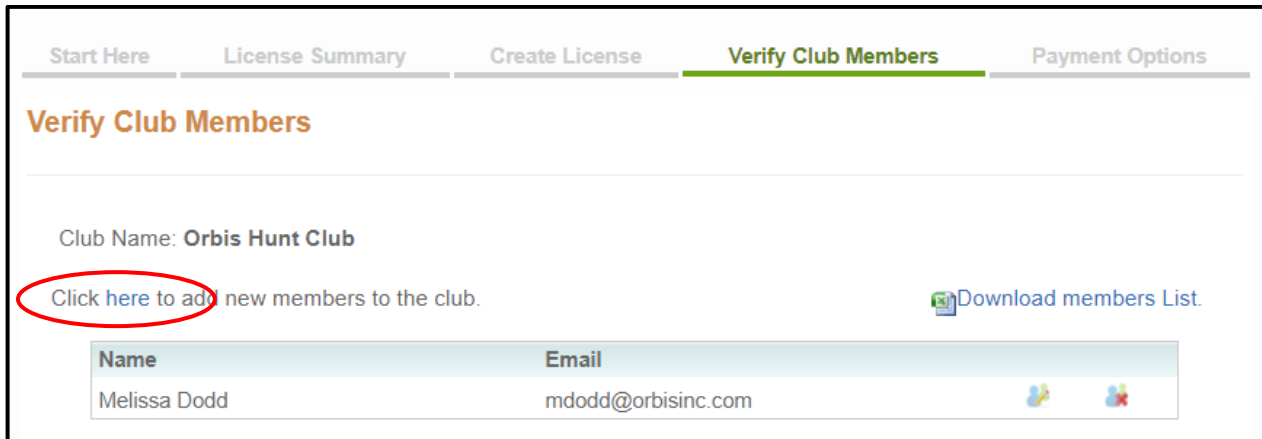 Start Here License Summary Create License Verify Club Members Payment Options
Verify Club Members
Club Name: Orbis Hunt Club
Click here to add new members to the club. Download members List.
Name Email
Melissa Dodd mdodd@orbisinc.com